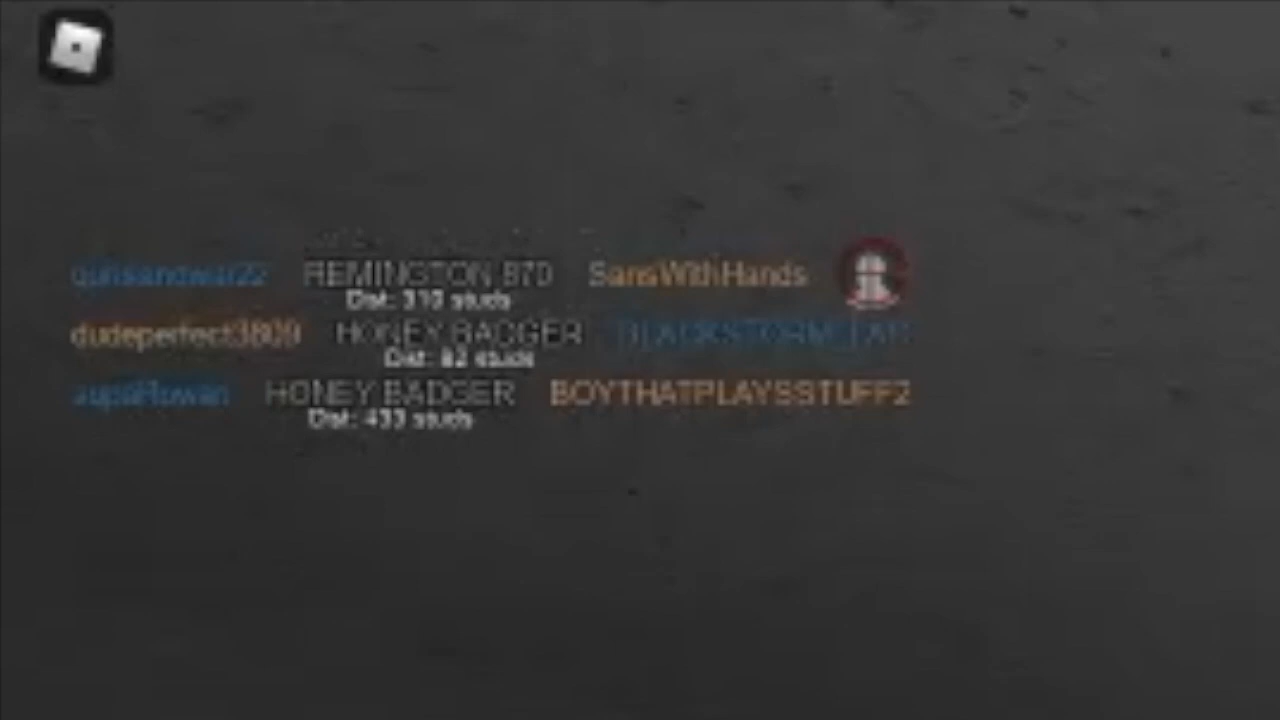 REMINGTON 870 SansWithHands
Dist: 310 studs
dudeperfect3809 HONEY BADGER
Dist: 82 studs
HONEY BADGER BOYTHATPLAYSSTUFF2
Dist: 433 studs